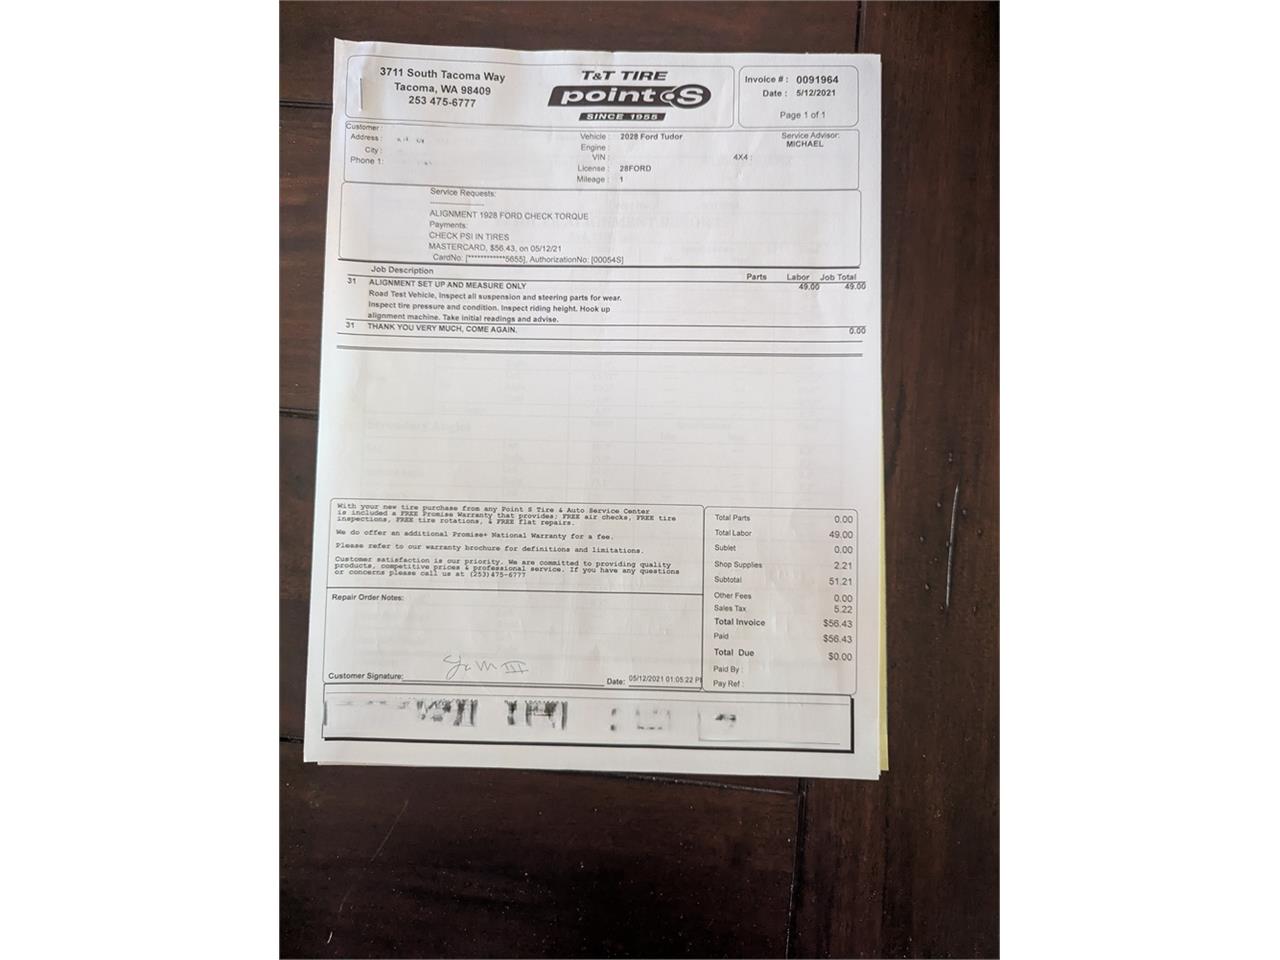 3711 South Tacoma Way
Tacoma, WA 98409
253 475-6777
T&T TIRE
point S
SINCE 1955
Invoice # : 0091964
Date : 5/12/2021
Page 1 of 1
Customer :
Address :
City :
Phone 1:
Vehicle : 2028 Ford Tudor
Engine :
VIN :
4X4 :
License : 28FORD
Mileage : 1
Service Advisor:
MICHAEL
Service Requests:
ALIGNMENT 1928 FORD CHECK TORQUE
Payments:
CHECK PSI IN TIRES
MASTERCARD, $56.43, on 05/12/21
CardNo: [************5655], AuthorizationNo: [00054S]
Job Description Parts Labor Job Total
31 ALIGNMENT SET UP AND MEASURE ONLY 49.00 49.00
Road Test Vehicle, Inspect all suspension and steering parts for wear.
Inspect tire pressure and condition. Inspect riding height. Hook up
alignment machine. Take initial readings and advise.
31 THANK YOU VERY MUCH, COME AGAIN. 0.00
With your new tire purchase from any Point S Tire & Auto Service Center
is included a FREE Promise Warranty that provides; FREE air checks, FREE tire
inspections, FREE tire rotations, & FREE flat repairs.
We do offer an additional Promise+ National Warranty for a fee.
Please refer to our warranty brochure for definitions and limitations.
Customer satisfaction is our priority. We are committed to providing quality
products, competitive prices & professional service. If you have any questions
or concerns please call us at (253)475-6777
Repair Order Notes:
Customer Signature:
Date: 05/12/2021 01:05:22 P
Total Parts 0.00
Total Labor 49.00
Sublet 0.00
Shop Supplies 2.21
Subtotal 51.21
Other Fees 0.00
Sales Tax 5.22
Total Invoice $56.43
Paid $56.43
Total Due $0.00
Paid By :
Pay Ref :